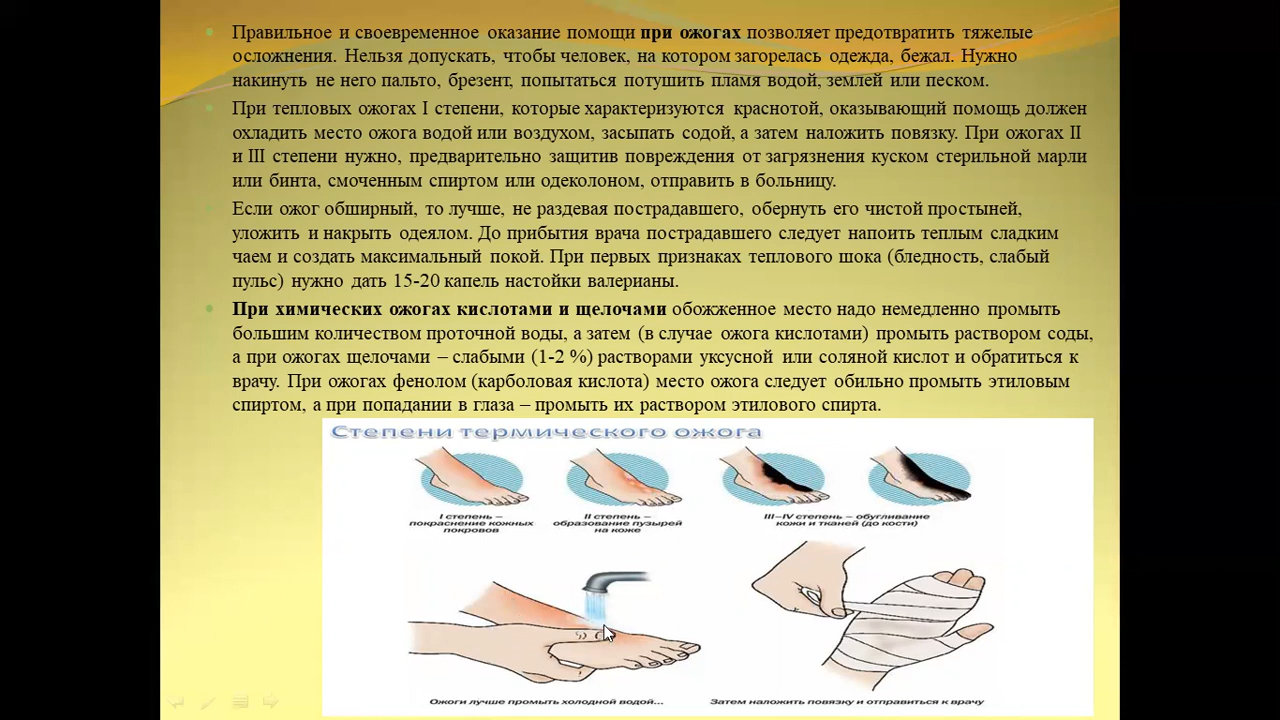 Правильное и своевременное оказание помощи при ожогах позволяет предотвратить тяжелые
осложнения. Нельзя допускать, чтобы человек, на котором загорелась одежда, бежал. Нужно
накинуть не него пальто, брезент, попытаться потушить пламя водой, землей или песком.
При тепловых ожогах I степени, которые характеризуются краснотой, оказывающий помощь должен
охладить место ожога водой или воздухом, засыпать содой, а затем наложить повязку. При ожогах II
и III степени нужно, предварительно защитив повреждения от загрязнения куском стерильной марли
или бинта, смоченным спиртом или одеколоном, отправить в больницу.
Если ожог обширный, то лучше, не раздевая пострадавшего, обернуть его чистой простыней,
уложить и накрыть одеялом. До прибытия врача пострадавшего следует напоить теплым сладким
чаем и создать максимальный покой. При первых признаках теплового шока (бледность, слабый
пульс) нужно дать 15-20 капель настойки валерианы.
При химических ожогах кислотами и щелочами обожженное место надо немедленно промыть
большим количеством проточной воды, а затем (в случае ожога кислотами) промыть раствором соды,
а при ожогах щелочами – слабыми (1-2 %) растворами уксусной или соляной кислот и обратиться к
врачу. При ожогах фенолом (карболовая кислота) место ожога следует обильно промыть этиловым
спиртом, а при попадании в глаза – промыть их раствором этилового спирта.
Степени термического ожога
I степень –
покраснение кожных
покровов
II степень –
образование пузырей
на коже
III–IV степень – обугливание
кожи и тканей (до кости)
Ожоги лучше промыть холодной водой...
Затем наложить повязку и отправиться к врачу